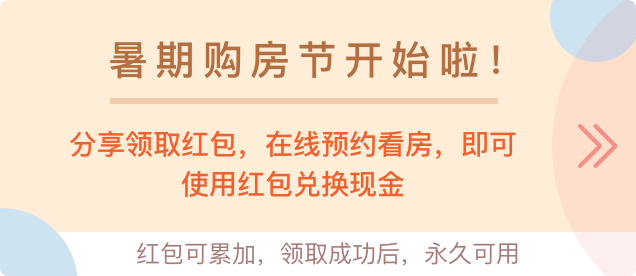 暑期购房节开始啦！
分享领取红包，在线预约看房，即可
使用红包兑换现金
红包可累加，领取成功后，永久可用